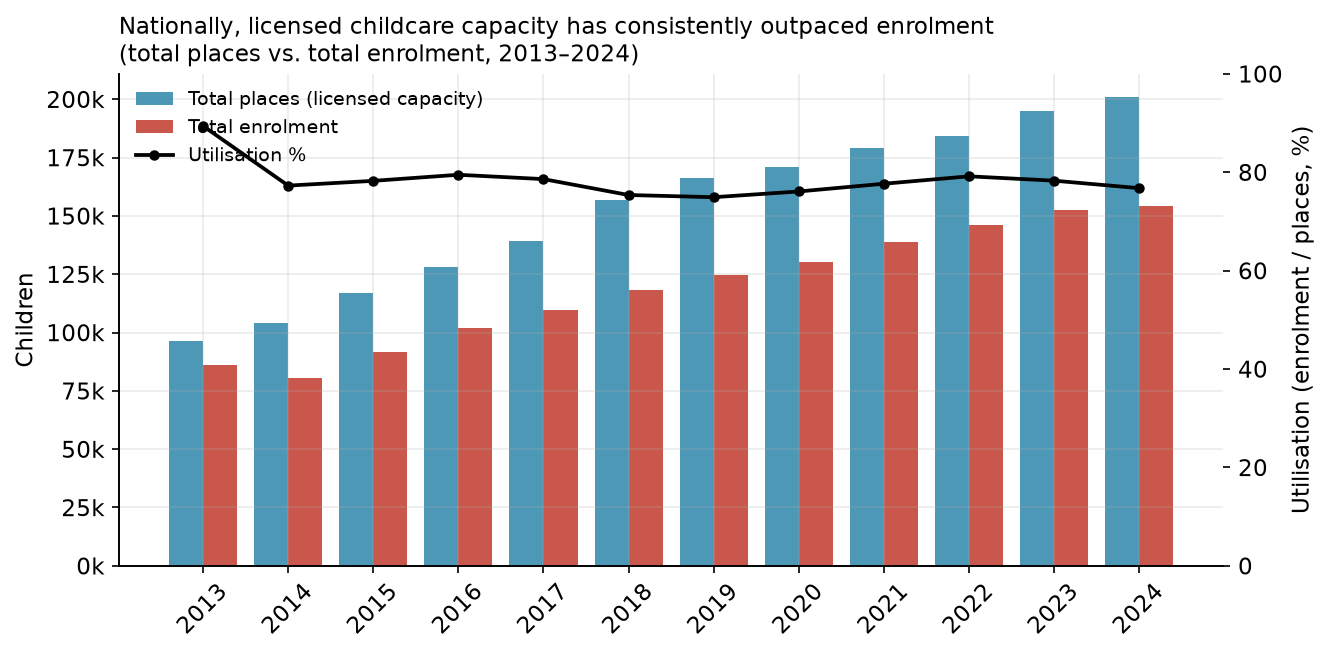 Nationally, licensed childcare capacity has consistently outpaced enrolment
(total places vs. total enrolment, 2013–2024)
Total places (licensed capacity)
Total enrolment
Utilisation %
Children
200k
175k
150k
125k
100k
75k
50k
25k
0k
100
80
60
40
20
0
Utilisation (enrolment / places, %)
2013
2014
2015
2016
2017
2018
2019
2020
2021
2022
2023
2024